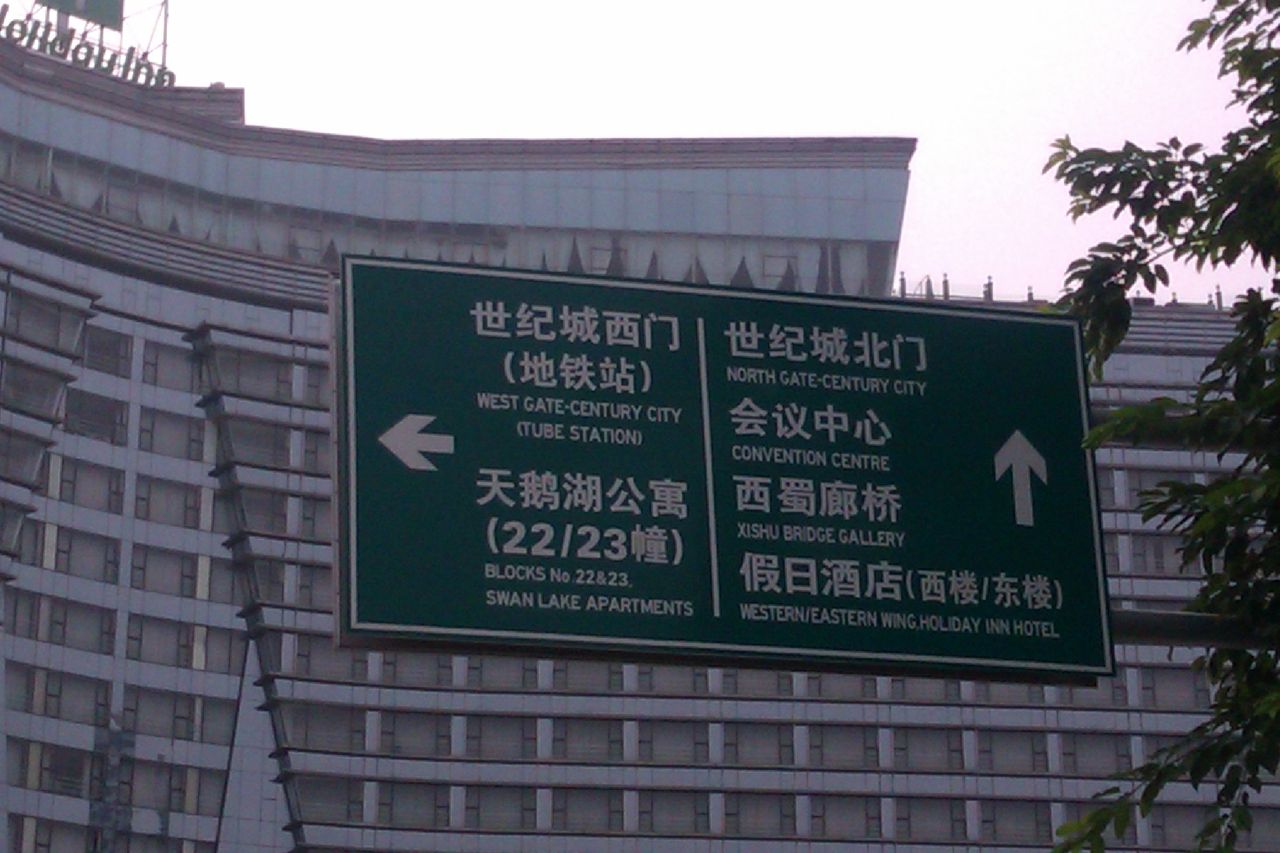 世纪城西门
(地铁站)
WEST GATE-CENTURY CITY
(TUBE STATION)
天鹅湖公寓
(22/23幢)
BLOCKS No.22&23,
SWAN LAKE APARTMENTS
世纪城北门
NORTH GATE-CENTURY CITY
会议中心
CONVENTION CENTRE
西蜀廊桥
XISHU BRIDGE GALLERY
假日酒店(西楼/东楼)
WESTERN/EASTERN WING,HOLIDAY INN HOTEL